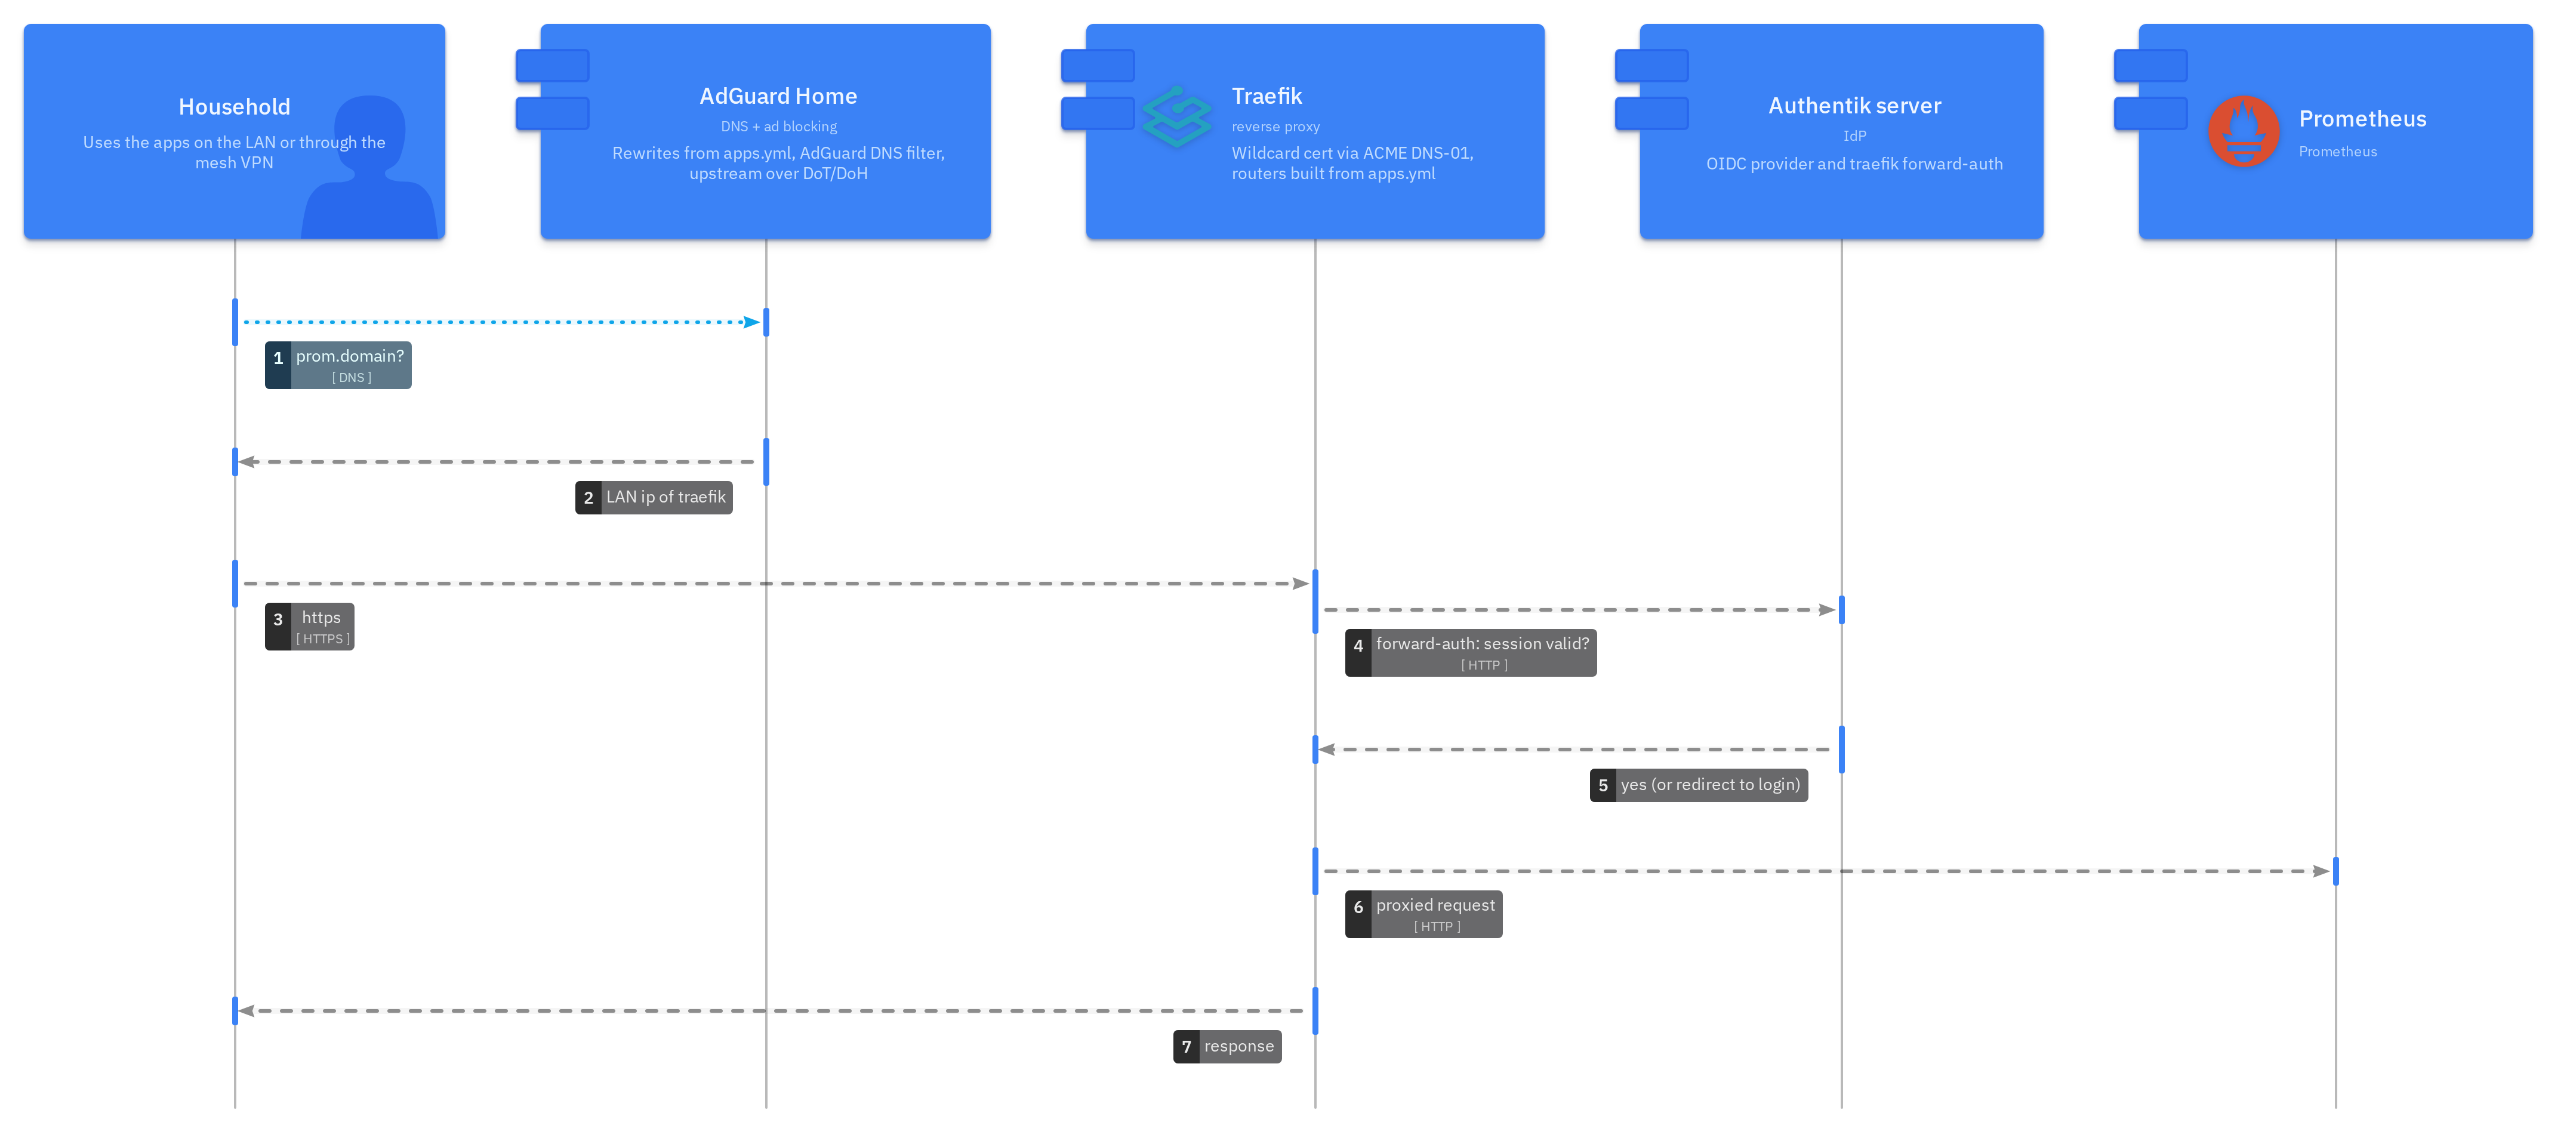 Household
Uses the apps on the LAN or through the
mesh VPN
AdGuard Home
DNS + ad blocking
Rewrites from apps.yml, AdGuard DNS filter,
upstream over DoT/DoH
Traefik
reverse proxy
Wildcard cert via ACME DNS-01,
routers built from apps.yml
Authentik server
IdP
OIDC provider and traefik forward-auth
Prometheus
Prometheus
1 prom.domain?
[ DNS ]
2 LAN ip of traefik
3 https
[ HTTPS ]
4 forward-auth: session valid?
[ HTTP ]
5 yes (or redirect to login)
6 proxied request
[ HTTP ]
7 response